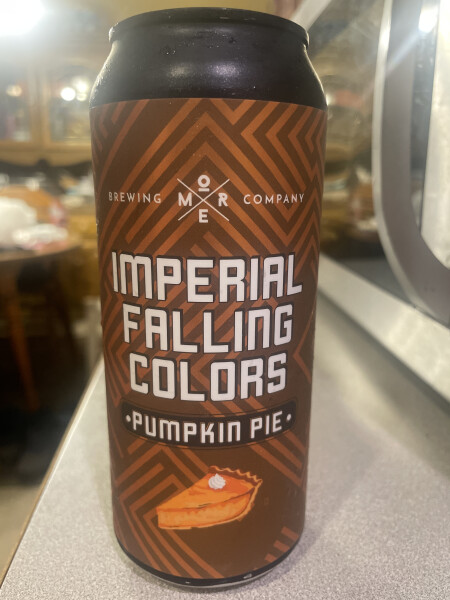 BREWING MORE COMPANY
IMPERIAL
FALLING
COLORS
•PUMPKIN PIE•